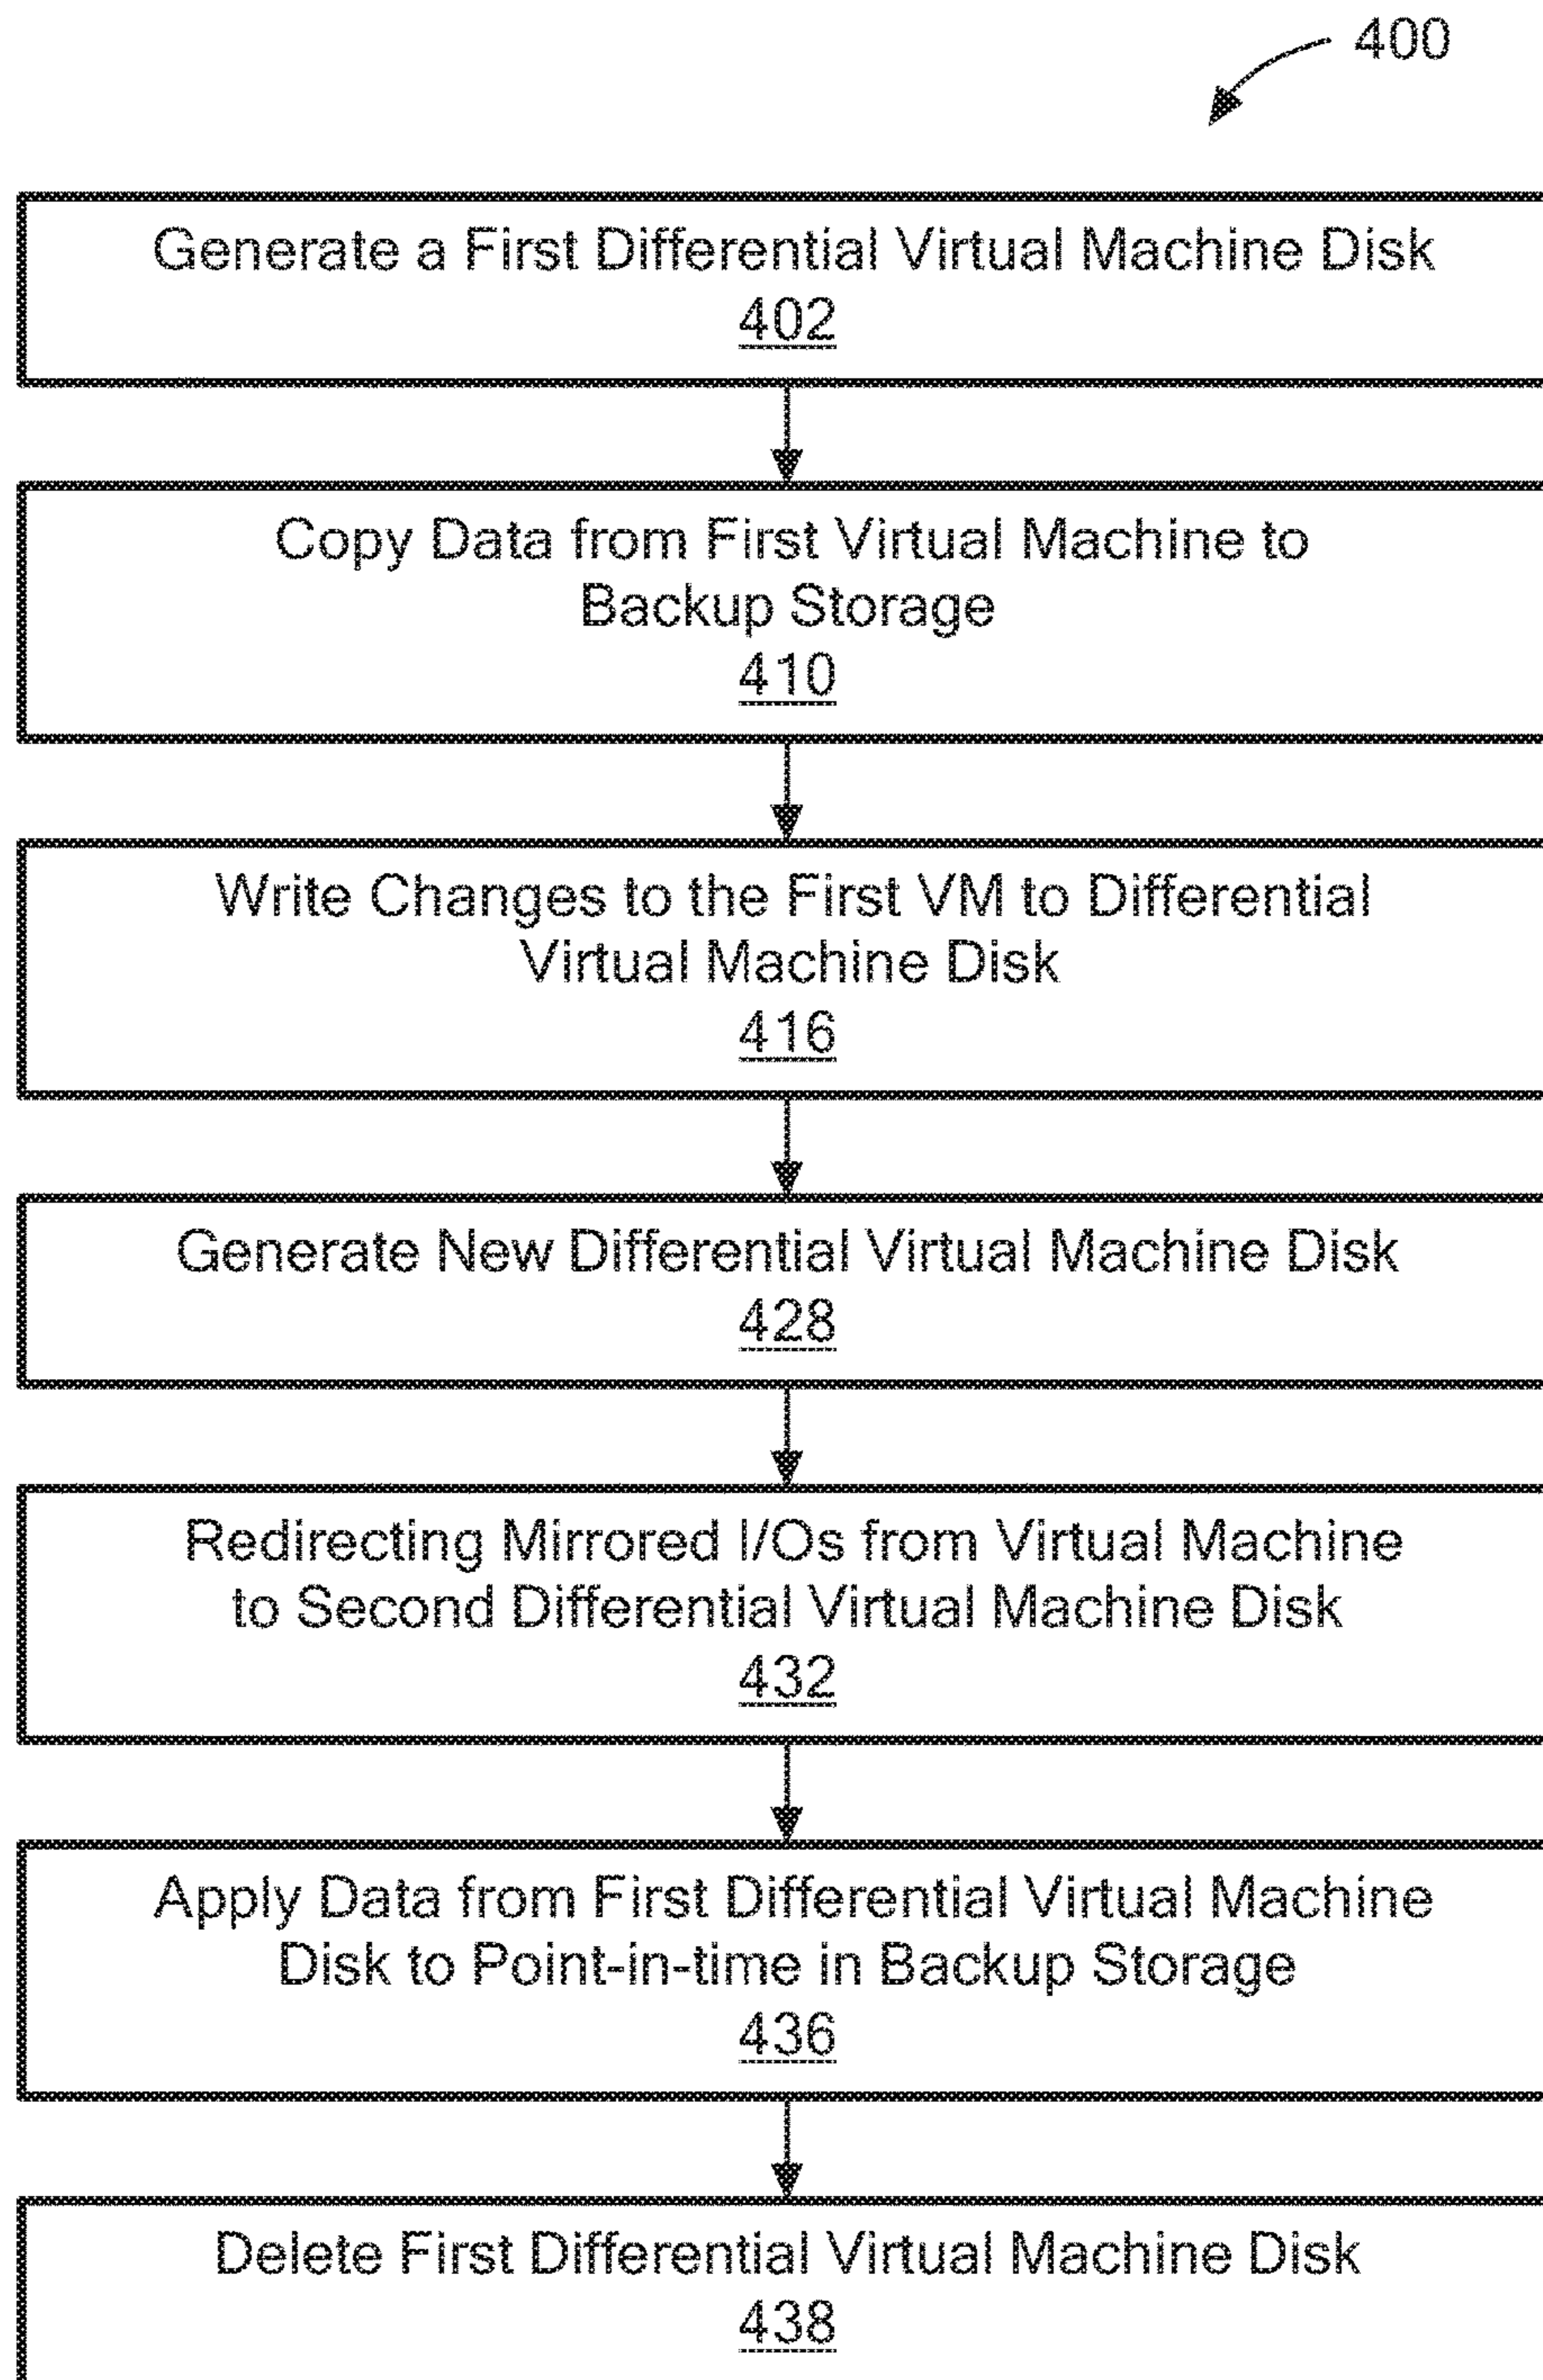 400
Generate a First Differential Virtual Machine Disk
402
Copy Data from First Virtual Machine to
Backup Storage
410
Write Changes to the First VM to Differential
Virtual Machine Disk
416
Generate New Differential Virtual Machine Disk
428
Redirecting Mirrored I/Os from Virtual Machine
to Second Differential Virtual Machine Disk
432
Apply Data from First Differential Virtual Machine
Disk to Point-in-time in Backup Storage
436
Delete First Differential Virtual Machine Disk
438